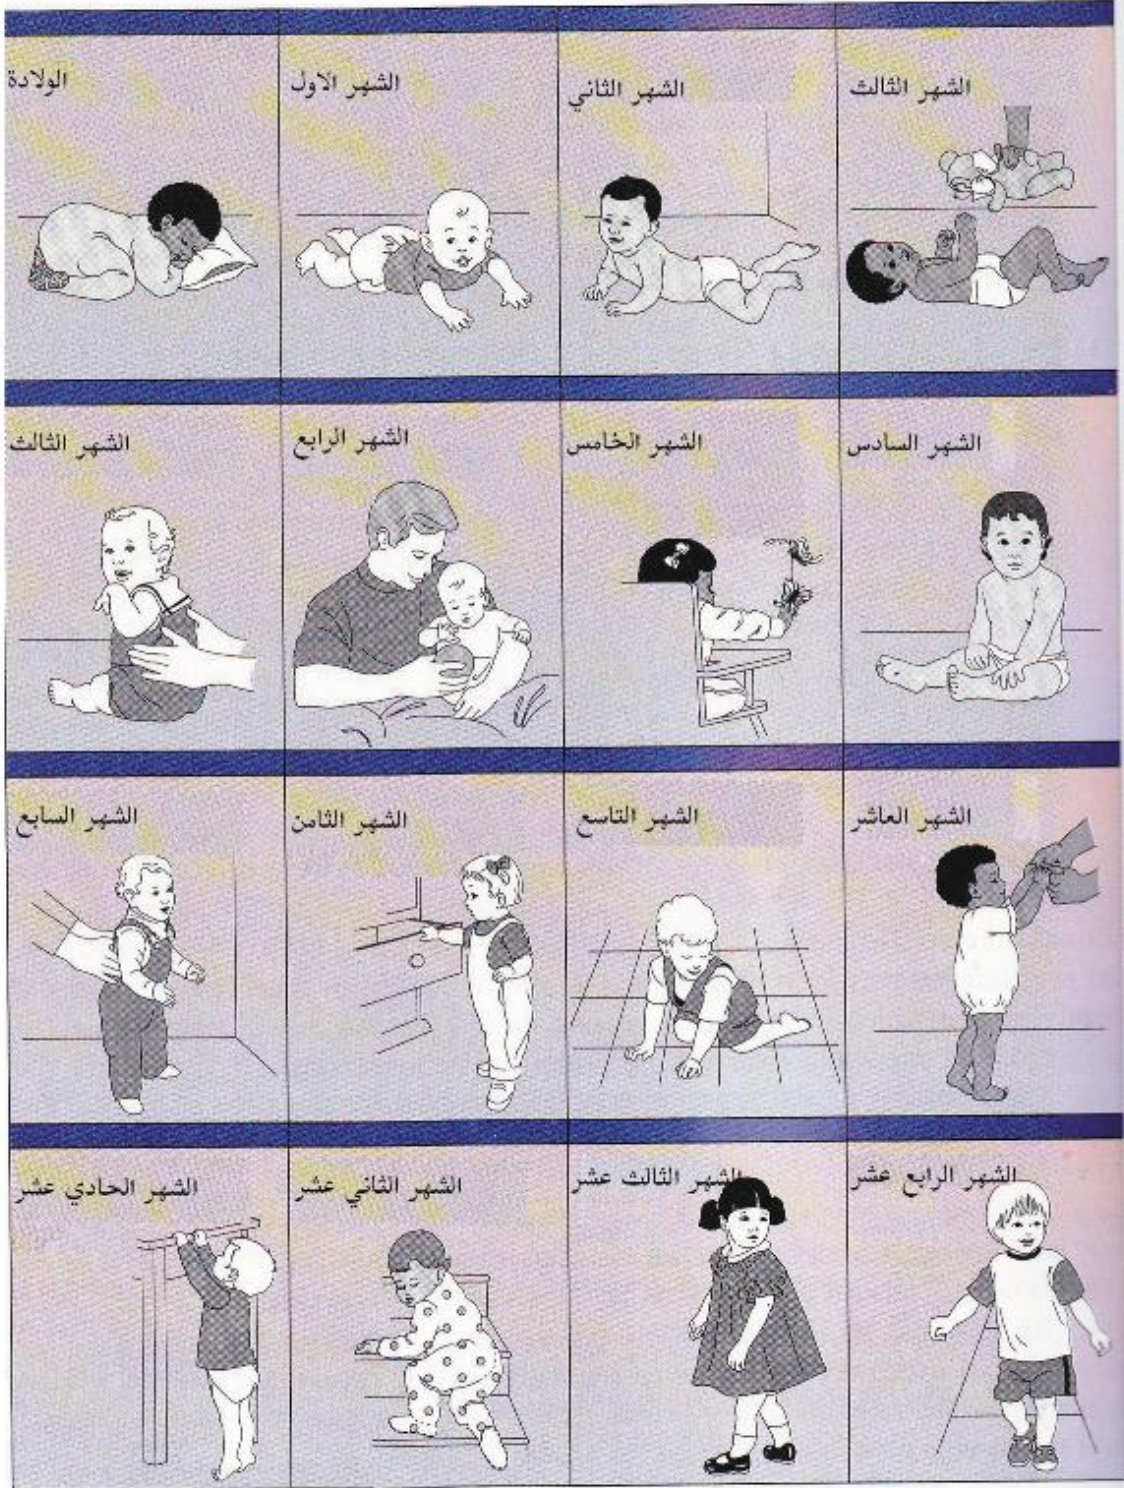 الولادة
الشهر الاول
الشهر الثاني
الشهر الثالث
الشهر الثالث
الشهر الرابع
الشهر الخامس
الشهر السادس
الشهر السابع
الشهر الثامن
الشهر التاسع
الشهر العاشر
الشهر الحادي عشر
الشهر الثاني عشر
الشهر الثالث عشر
الشهر الرابع عشر